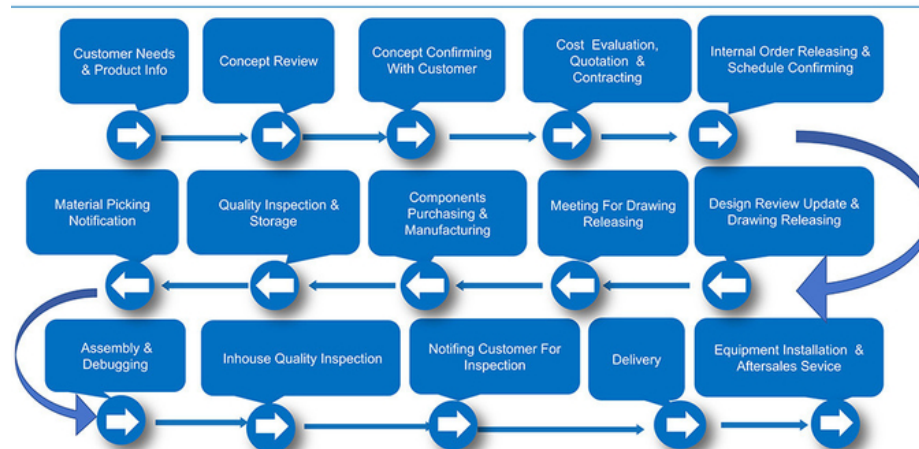 Customer Needs
& Product Info
Concept Review
Concept Confirming
With Customer
Cost Evaluation,
Quotation &
Contracting
Internal Order Releasing &
Schedule Confirming
Design Review Update &
Drawing Releasing
Meeting For Drawing
Releasing
Components
Purchasing &
Manufacturing
Quality Inspection &
Storage
Material Picking
Notification
Assembly &
Debugging
Inhouse Quality Inspection
Notifing Customer For
Inspection
Delivery
Equipment Installation &
Aftersales Sevice